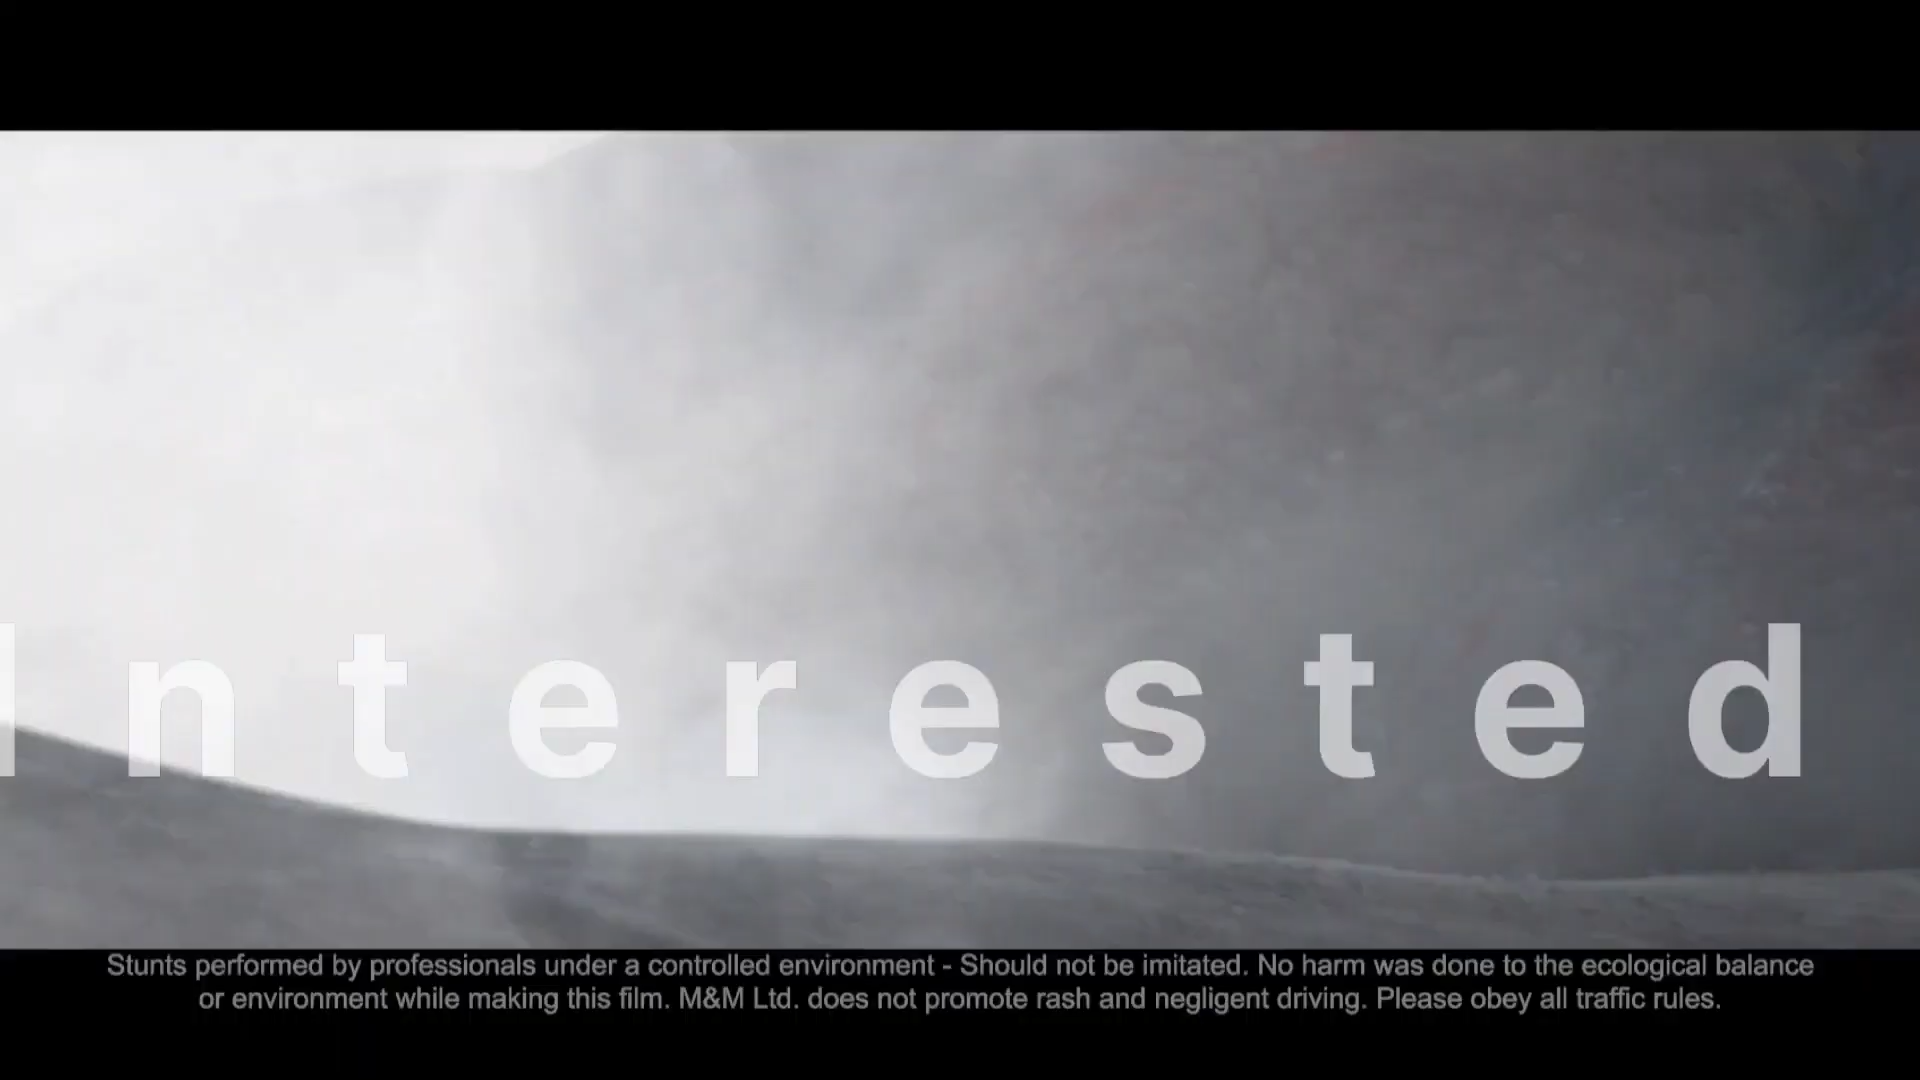 Interested
Stunts performed by professionals under a controlled environment - Should not be imitated. No harm was done to the ecological balance
or environment while making this film. M&M Ltd. does not promote rash and negligent driving. Please obey all traffic rules.